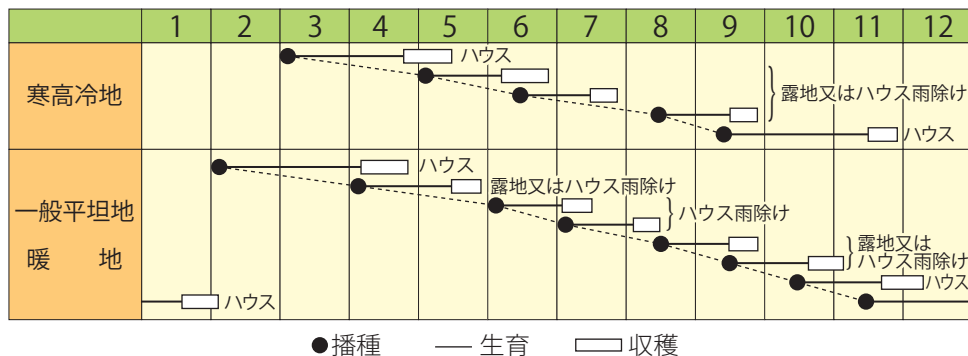 1 2 3 4 5 6 7 8 9 10 11 12
寒高冷地
ハウス
露地又はハウス雨除け
ハウス
一般平坦地
暖 地
ハウス
露地又はハウス雨除け
ハウス雨除け
露地又は
ハウス雨除け
ハウス
ハウス
播種 生育 収穫